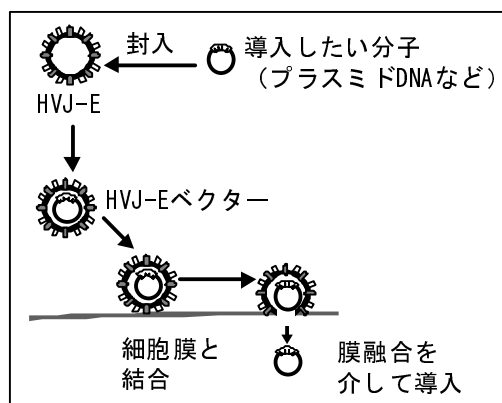 封入
導入したい分子
(プラスミドDNAなど)
HVJ-E
HVJ-Eベクター
細胞膜と
結合
膜融合を
介して導入